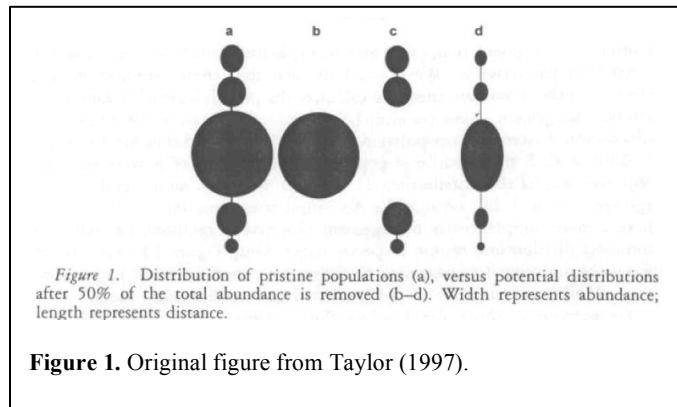 a b c d
Figure 1. Distribution of pristine populations (a), versus potential distributions
after 50% of the total abundance is removed (b–d). Width represents abundance;
length represents distance.
Figure 1. Original figure from Taylor (1997).